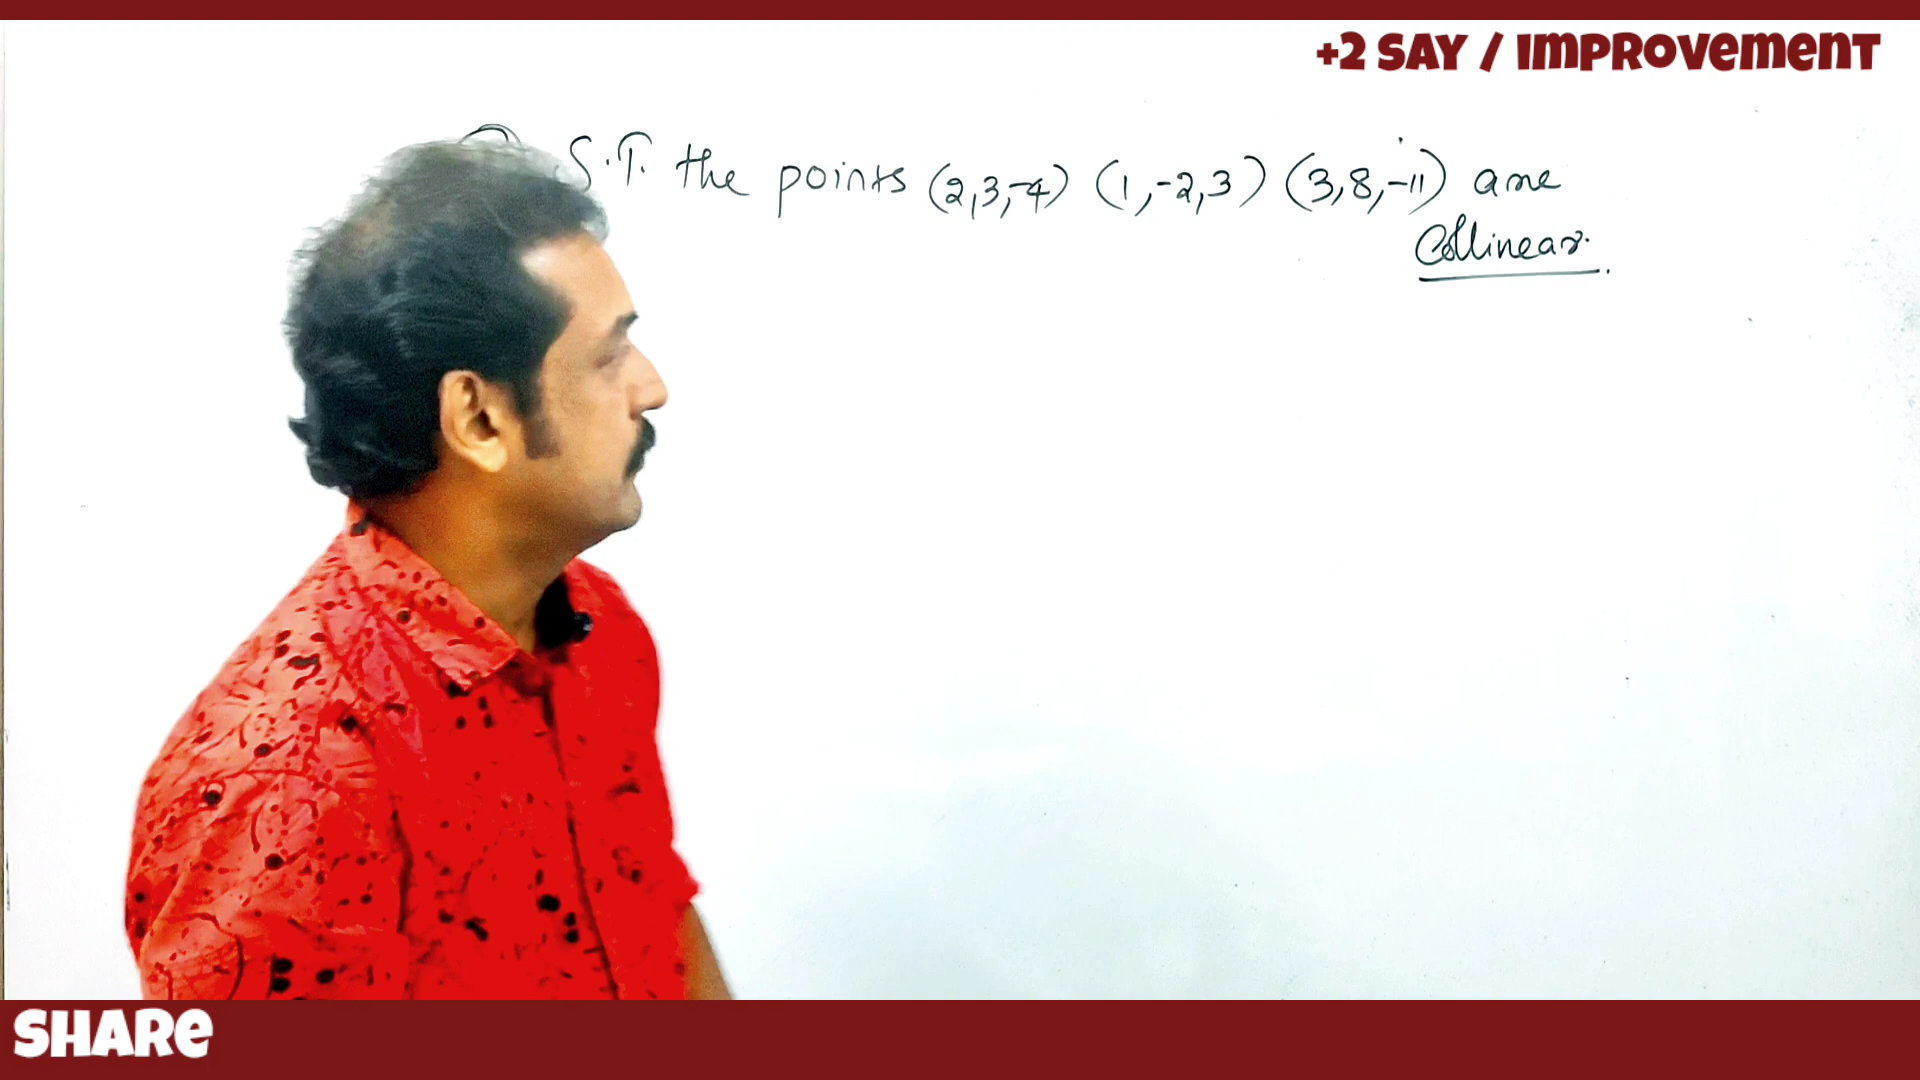 +2 SAY / IMPROVEMENT
S.T. the points (2,3,-4) (1,-2,3) (3,8,-11) are
Collinear.
SHARE